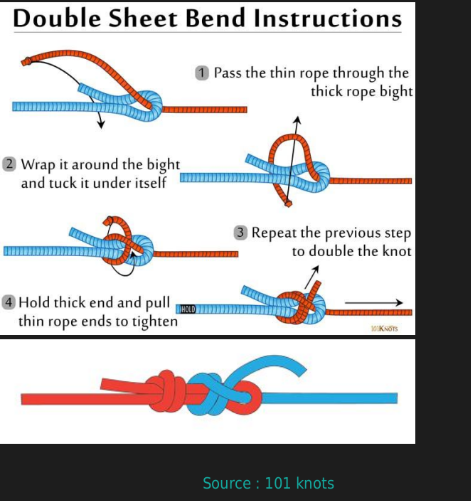 Double Sheet Bend Instructions
1 Pass the thin rope through the
thick rope bight
2 Wrap it around the bight
and tuck it under itself
3 Repeat the previous step
to double the knot
4 Hold thick end and pull
thin rope ends to tighten
HOLD
101KNOTS
Source : 101 knots